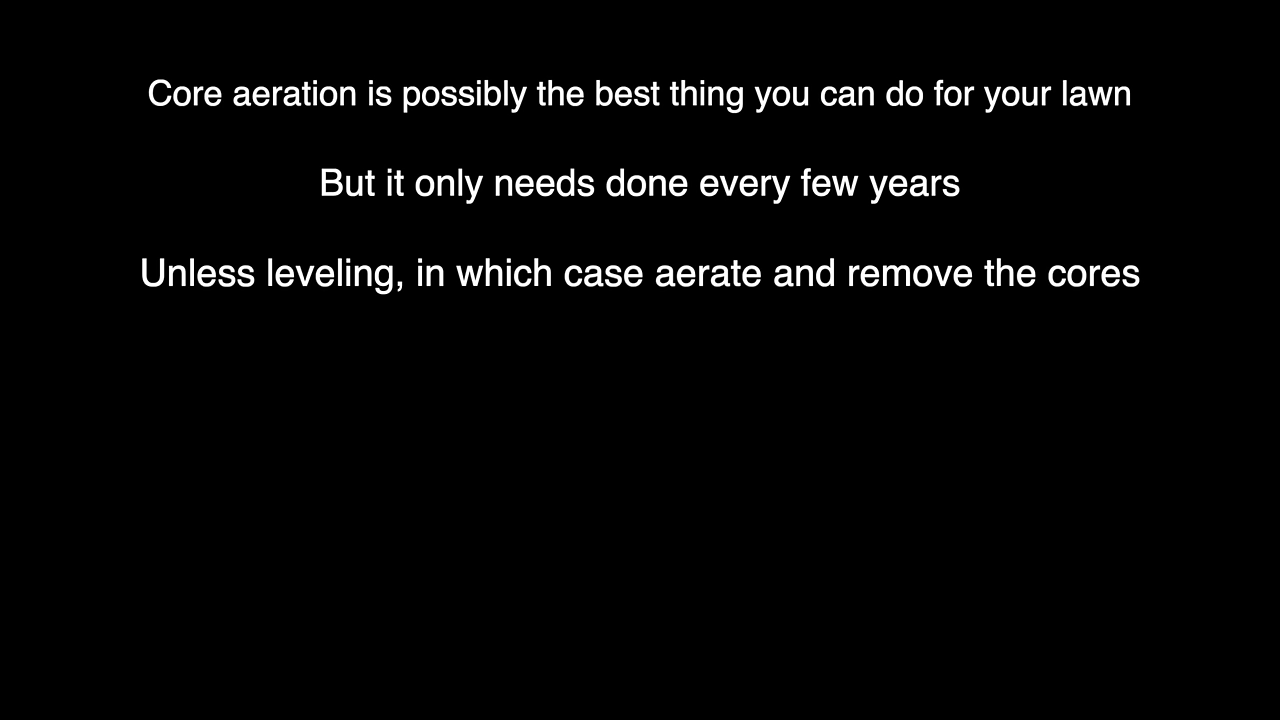 Core aeration is possibly the best thing you can do for your lawn
But it only needs done every few years
Unless leveling, in which case aerate and remove the cores